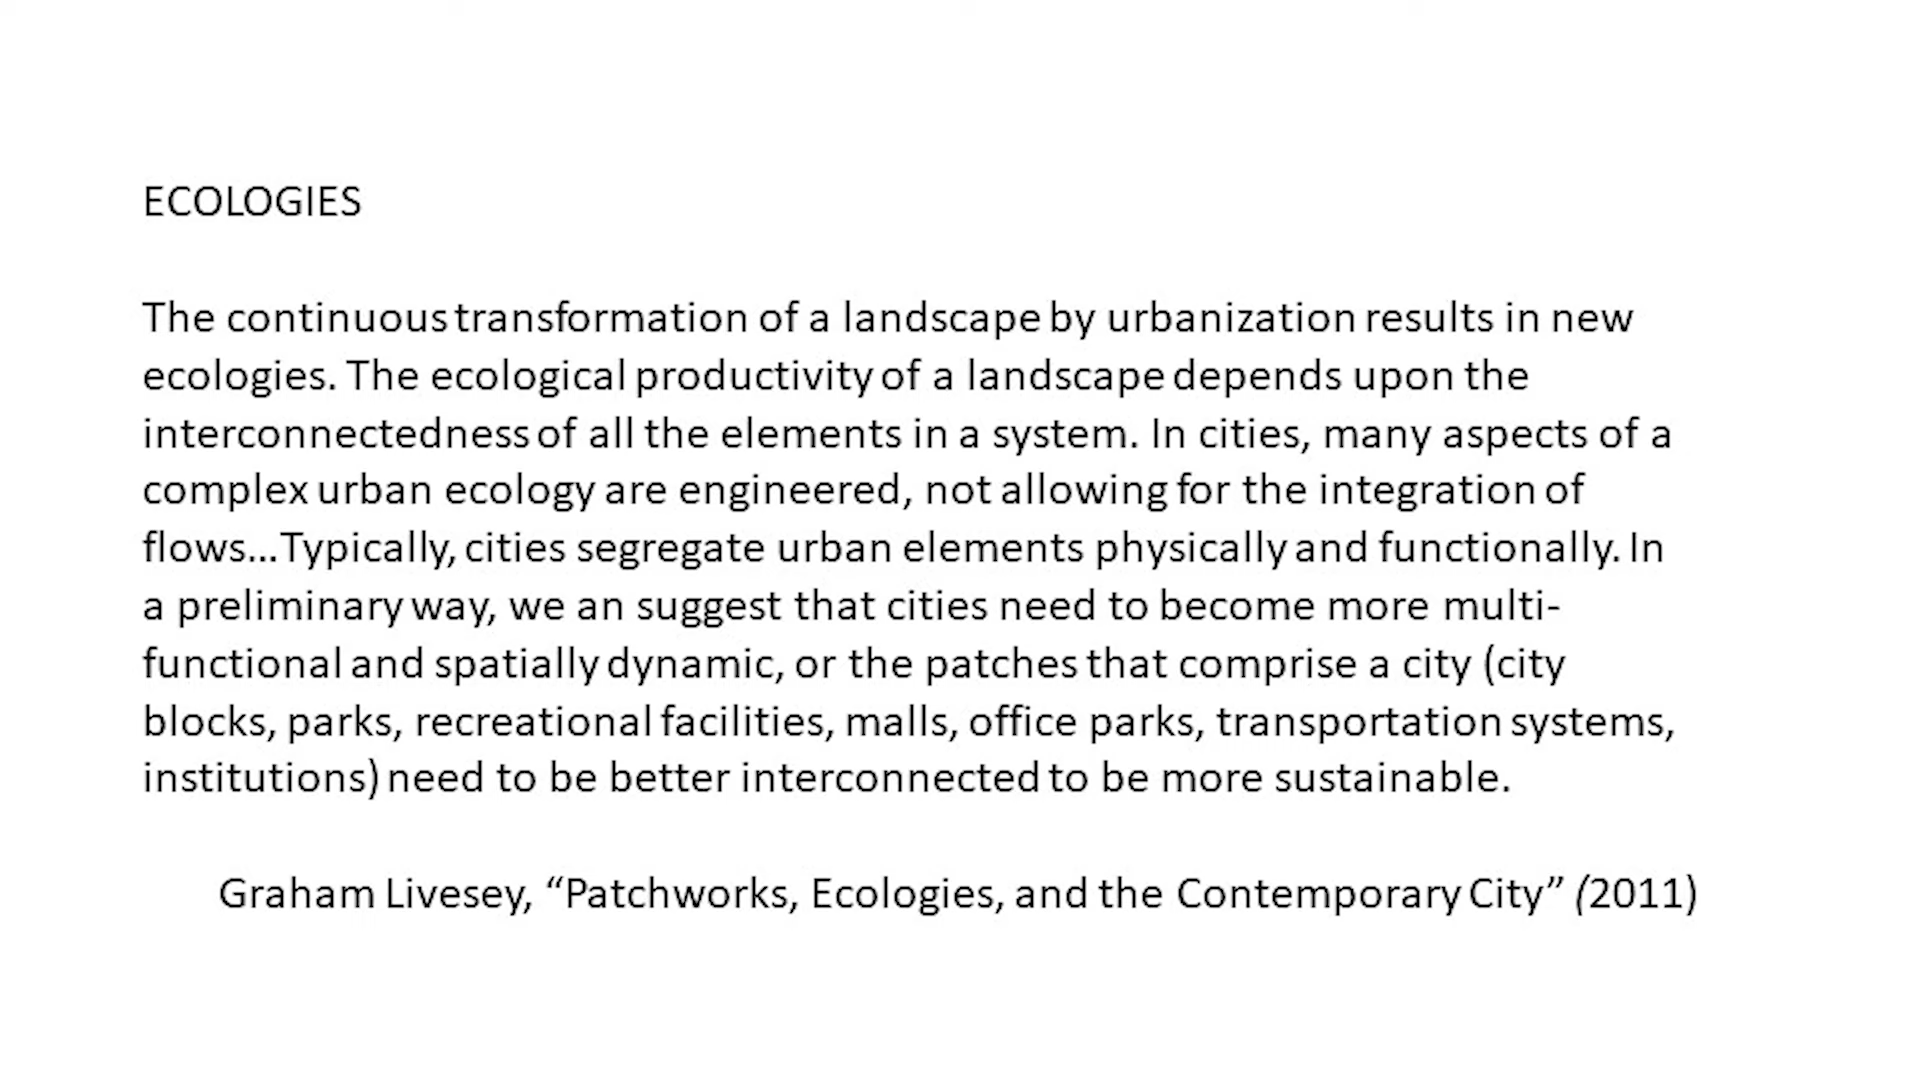 ECOLOGIES
The continuous transformation of a landscape by urbanization results in new
ecologies. The ecological productivity of a landscape depends upon the
interconnectedness of all the elements in a system. In cities, many aspects of a
complex urban ecology are engineered, not allowing for the integration of
flows...Typically, cities segregate urban elements physically and functionally. In
a preliminary way, we an suggest that cities need to become more multi-
functional and spatially dynamic, or the patches that comprise a city (city
blocks, parks, recreational facilities, malls, office parks, transportation systems,
institutions) need to be better interconnected to be more sustainable.
Graham Livesey, “Patchworks, Ecologies, and the Contemporary City” (2011)